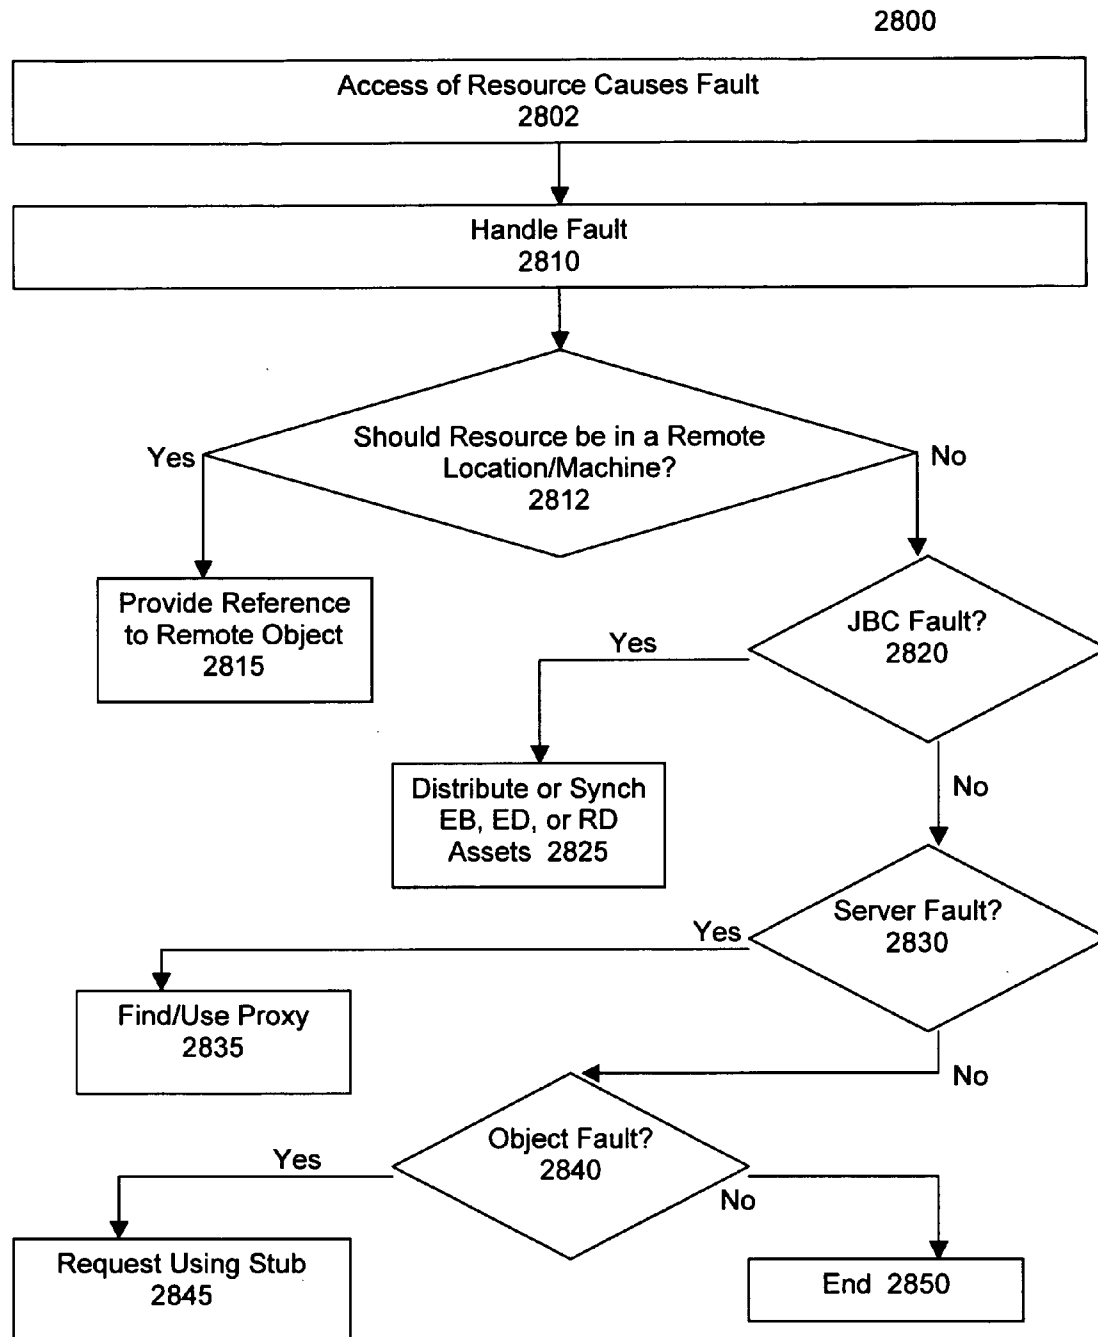 2800
Access of Resource Causes Fault
2802
Handle Fault
2810
Should Resource be in a Remote
Location/Machine?
2812
Yes
No
Provide Reference
to Remote Object
2815
JBC Fault?
2820
Yes
No
Distribute or Synch
EB, ED, or RD
Assets 2825
Server Fault?
2830
Yes
No
Find/Use Proxy
2835
Object Fault?
2840
Yes
No
Request Using Stub
2845
End 2850